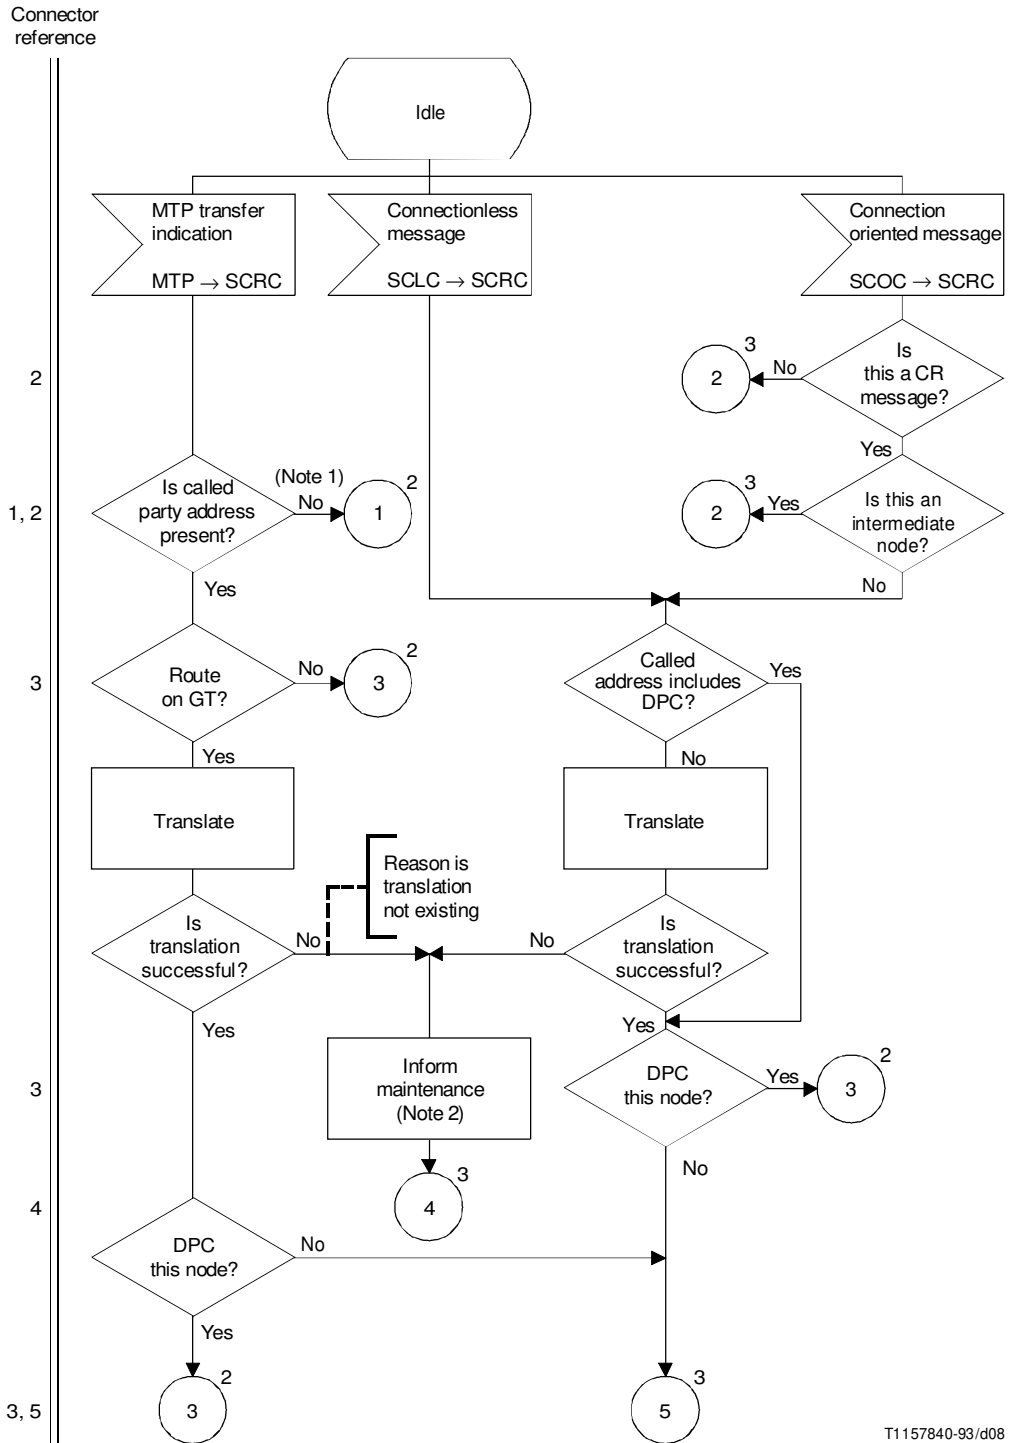 Connector
reference
Idle
MTP transfer
indication
MTP → SCRC
Connectionless
message
SCLC → SCRC
Connection
oriented message
SCOC → SCRC
Is
this a CR
message?
No
3
2
2
Yes
Is called
party address
present?
(Note 1)
No
2
1
1, 2
Is this an
intermediate
node?
Yes
3
2
No
Yes
Route
on GT?
No
2
3
3
Called
address includes
DPC?
Yes
Yes
No
Translate
Translate
Reason is
translation
not existing
Is
translation
successful?
No
No
Is
translation
successful?
Yes
Yes
Inform
maintenance
(Note 2)
3
DPC
this node?
Yes
2
3
No
3
4
4
DPC
this node?
No
Yes
2
3
3
5
3, 5
T1157840-93/d08